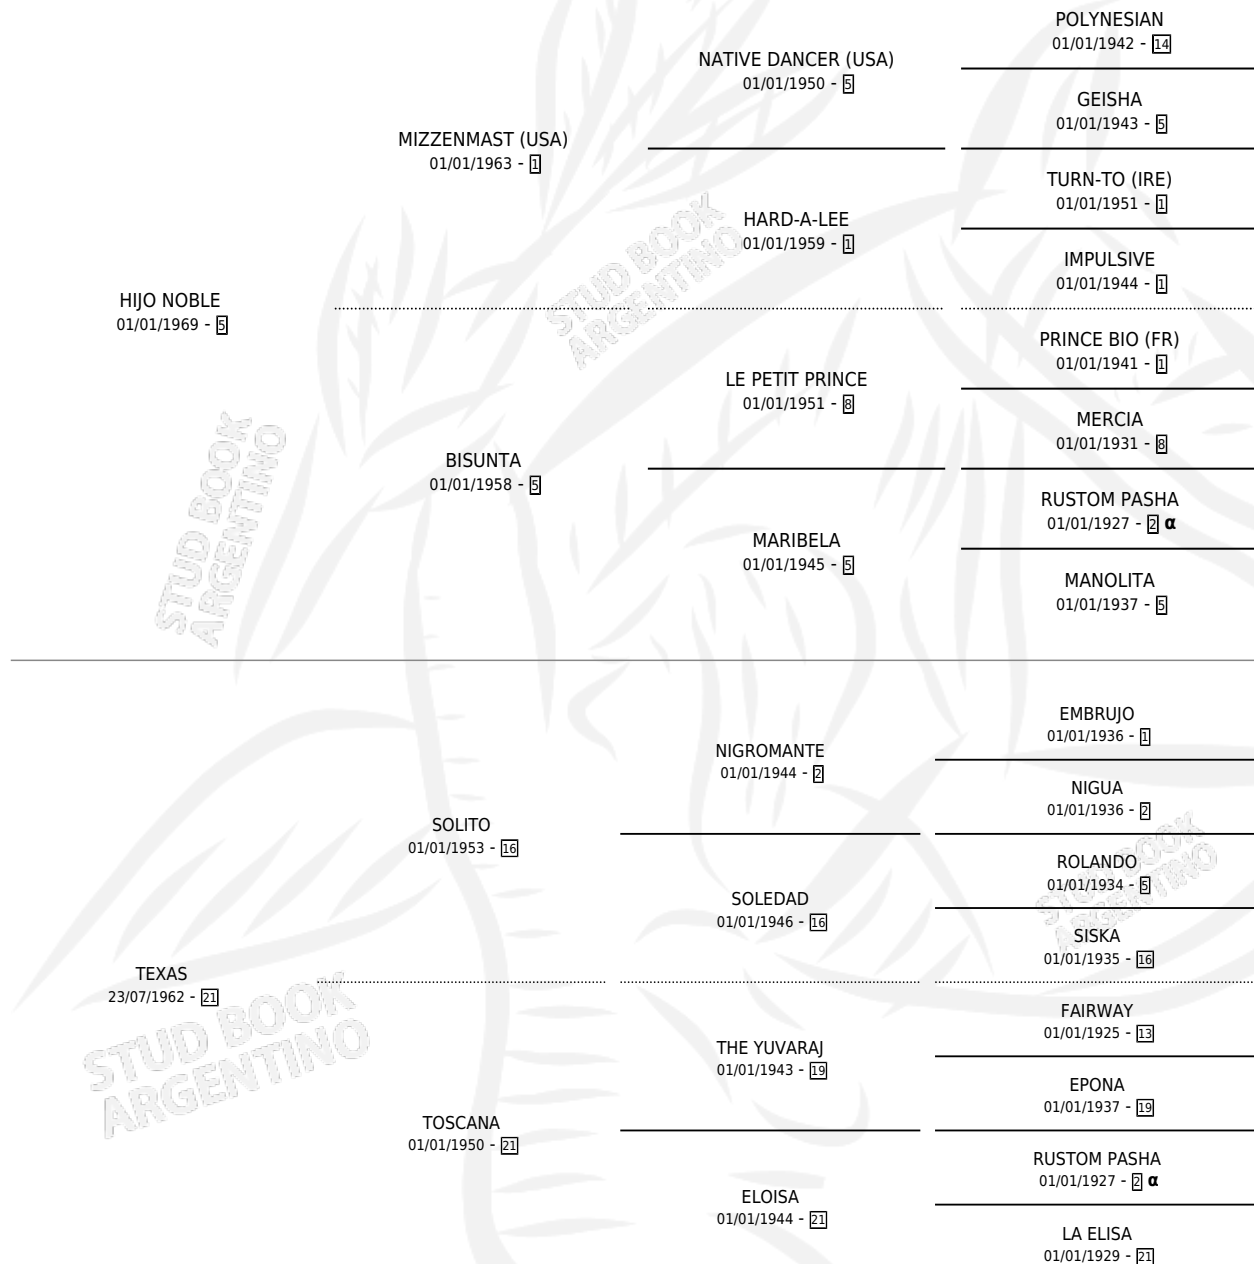 POLYNESIAN
01/01/1942 - 14
NATIVE DANCER (USA)
01/01/1950 - 5
GEISHA
01/01/1943 - 5
MIZZENMAST (USA)
01/01/1963 - 1
TURN-TO (IRE)
01/01/1951 - 1
HARD-A-LEE
01/01/1959 - 1
IMPULSIVE
01/01/1944 - 1
HIJO NOBLE
01/01/1969 - 5
PRINCE BIO (FR)
01/01/1941 - 1
LE PETIT PRINCE
01/01/1951 - 8
MERCIA
01/01/1931 - 8
BISUNTA
01/01/1958 - 5
RUSTOM PASHA
01/01/1927 - 2 α
MARIBELA
01/01/1945 - 5
MANOLITA
01/01/1937 - 5
EMBRUJO
01/01/1936 - 1
NIGROMANTE
01/01/1944 - 2
NIGUA
01/01/1936 - 2
SOLITO
01/01/1953 - 16
ROLANDO
01/01/1934 - 5
SOLEDAD
01/01/1946 - 16
SISKA
01/01/1935 - 16
TEXAS
23/07/1962 - 21
FAIRWAY
01/01/1925 - 13
THE YUVARAJ
01/01/1943 - 19
EPONA
01/01/1937 - 19
TOSCANA
01/01/1950 - 21
RUSTOM PASHA
01/01/1927 - 2 α
ELOISA
01/01/1944 - 21
LA ELISA
01/01/1929 - 21
STUD BOOK
ARGENTINO
STUD BOOK
ARGENTINO
STUD BOOK
ARGENTINO
STUD BOOK
ARGENTINO